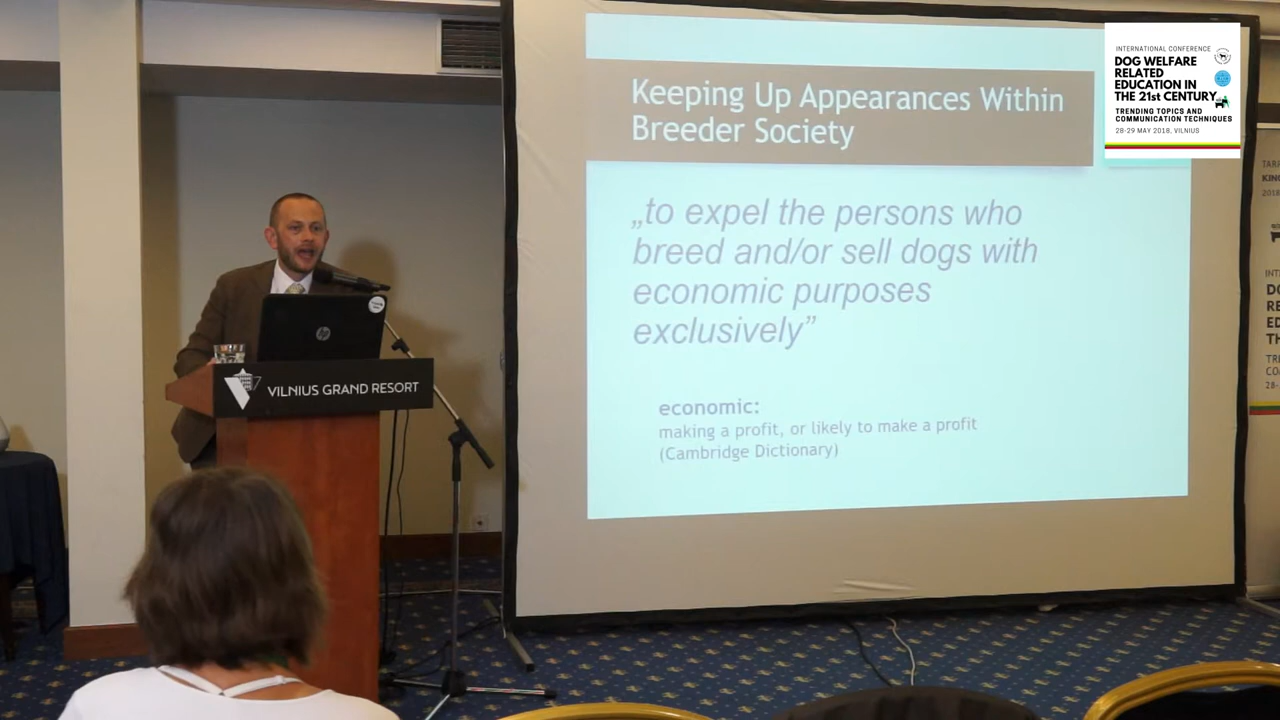 Keeping Up Appearances Within
Breeder Society
„to expel the persons who
breed and/or sell dogs with
economic purposes
exclusively”
economic:
making a profit, or likely to make a profit
(Cambridge Dictionary)
INTERNATIONAL CONFERENCE
DOG WELFARE
RELATED
EDUCATION IN
THE 21st CENTURY
TRENDING TOPICS AND
COMMUNICATION TECHNIQUES
28-29 MAY 2018, VILNIUS
VILNIUS GRAND RESORT
hp